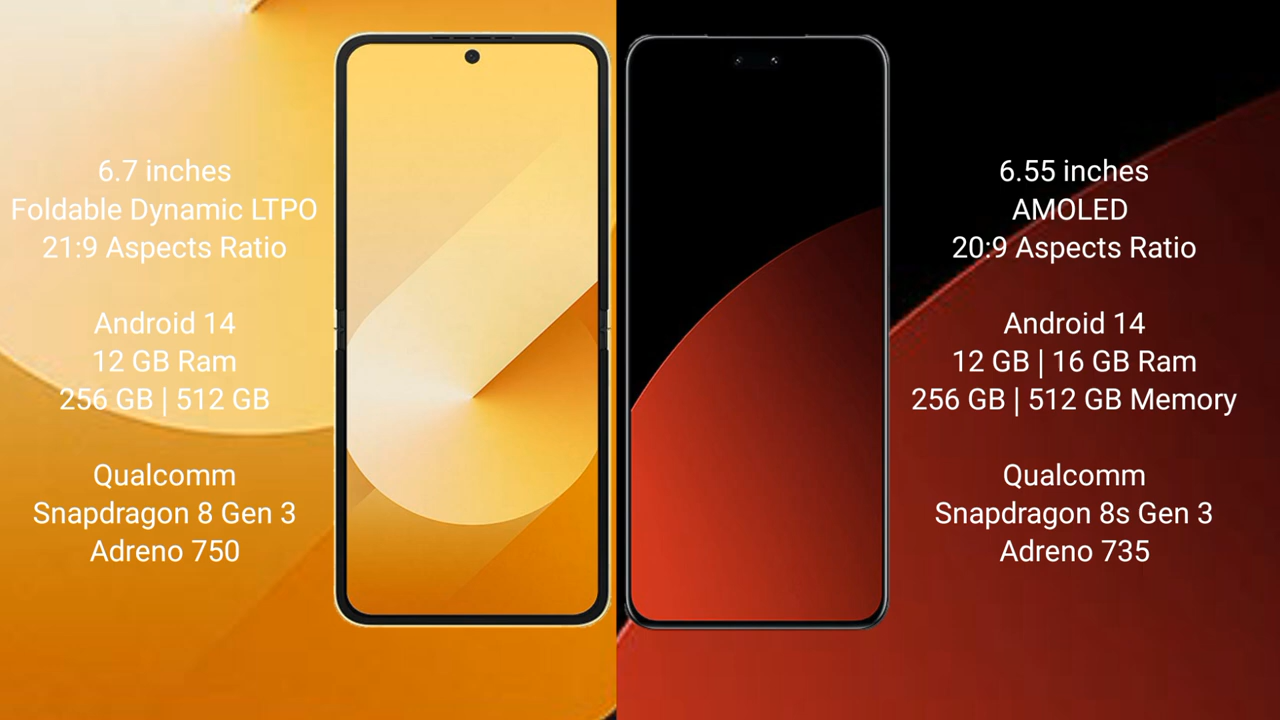 6.7 inches
Foldable Dynamic LTPO
21:9 Aspects Ratio
Android 14
12 GB Ram
256 GB | 512 GB
Qualcomm
Snapdragon 8 Gen 3
Adreno 750
6.55 inches
AMOLED
20:9 Aspects Ratio
Android 14
12 GB | 16 GB Ram
256 GB | 512 GB Memory
Qualcomm
Snapdragon 8s Gen 3
Adreno 735